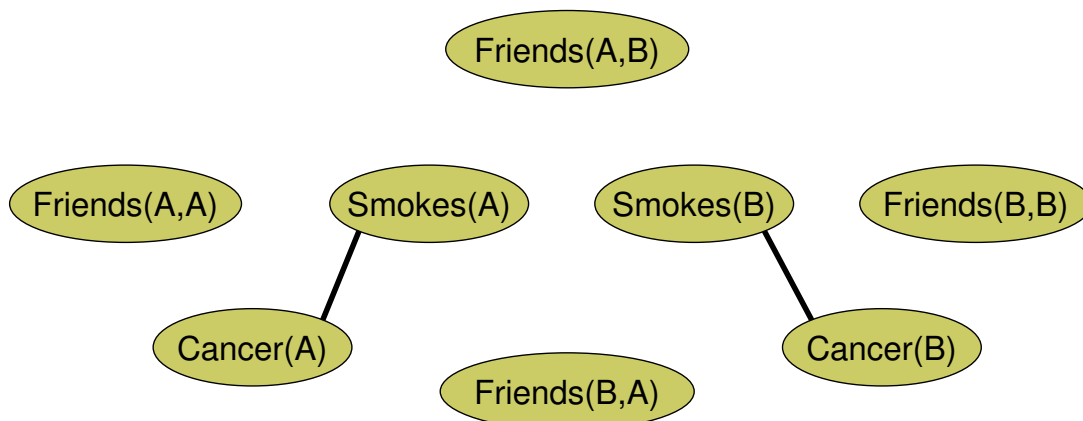 Friends(A,B)
Friends(A,A)
Smokes(A)
Smokes(B)
Friends(B,B)
Cancer(A)
Cancer(B)
Friends(B,A)